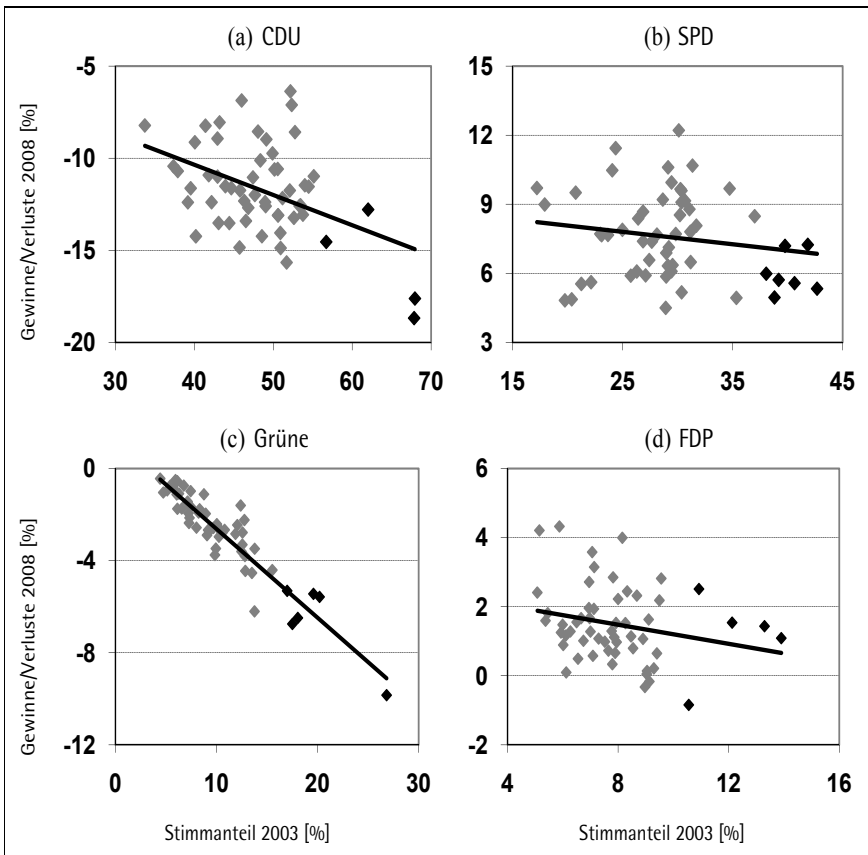 (a) CDU
Gewinne/Verluste 2008 [%]
-5
-10
-15
-20
30 40 50 60 70
(b) SPD
15
12
9
6
3
15 25 35 45
(c) Grüne
Gewinne/Verluste 2008 [%]
0
-4
-8
-12
0 10 20 30
Stimmanteil 2003 [%]
(d) FDP
6
4
2
0
-2
4 8 12 16
Stimmanteil 2003 [%]